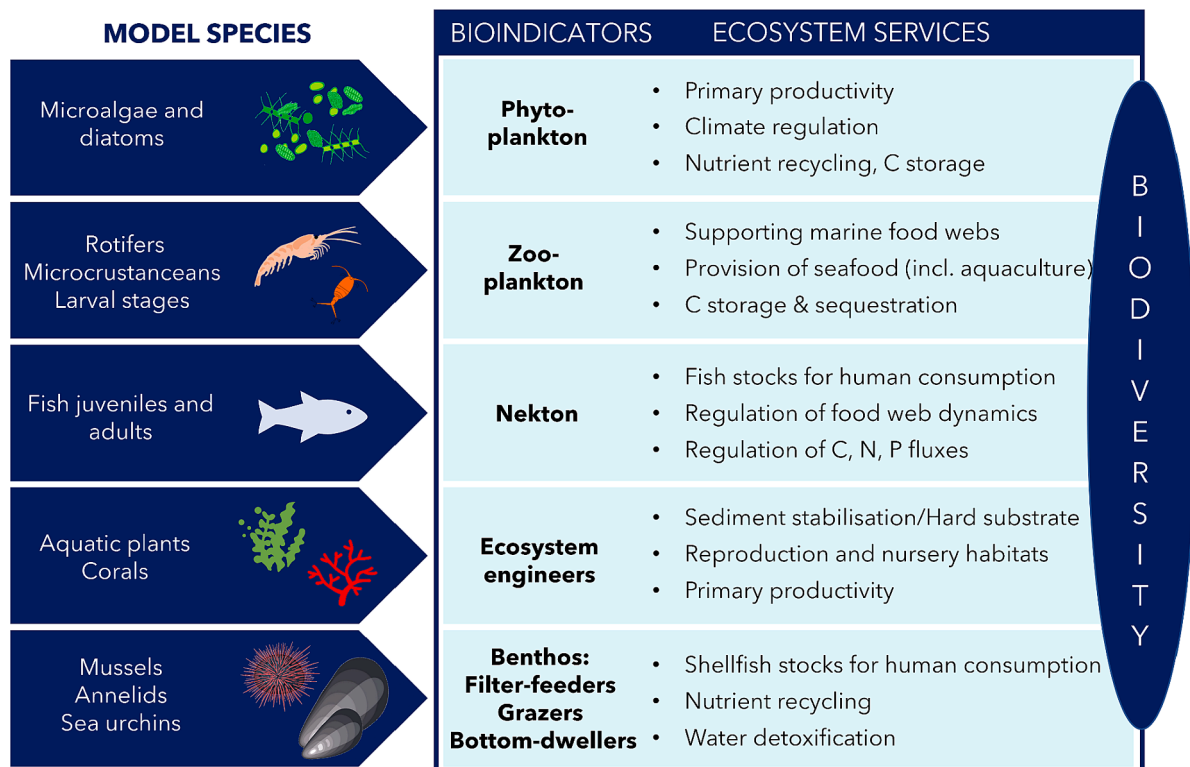 MODEL SPECIES
BIOINDICATORS
ECOSYSTEM SERVICES
Microalgae and
diatoms
Phyto-
plankton
• Primary productivity
• Climate regulation
• Nutrient recycling, C storage
Rotifers
Microcrustanceans
Larval stages
Zoo-
plankton
• Supporting marine food webs
• Provision of seafood (incl. aquaculture)
• C storage & sequestration
Fish juveniles and
adults
Nekton
• Fish stocks for human consumption
• Regulation of food web dynamics
• Regulation of C, N, P fluxes
Aquatic plants
Corals
Ecosystem
engineers
• Sediment stabilisation/Hard substrate
• Reproduction and nursery habitats
• Primary productivity
Mussels
Annelids
Sea urchins
Benthos:
Filter-feeders
Grazers
Bottom-dwellers
• Shellfish stocks for human consumption
• Nutrient recycling
• Water detoxification
BIODIVERSITY